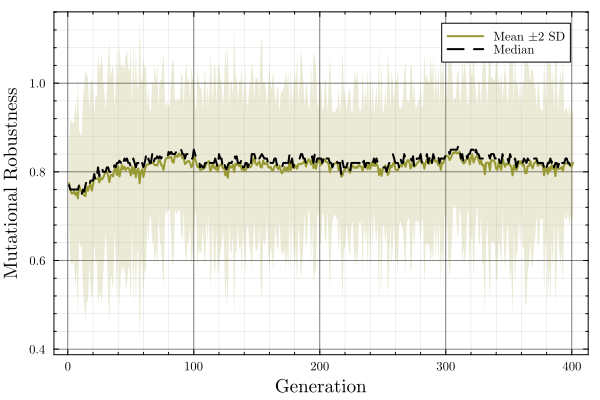 Mean ±2 SD
Median
1.0
0.8
0.6
0.4
Mutational Robustness
0 100 200 300 400
Generation